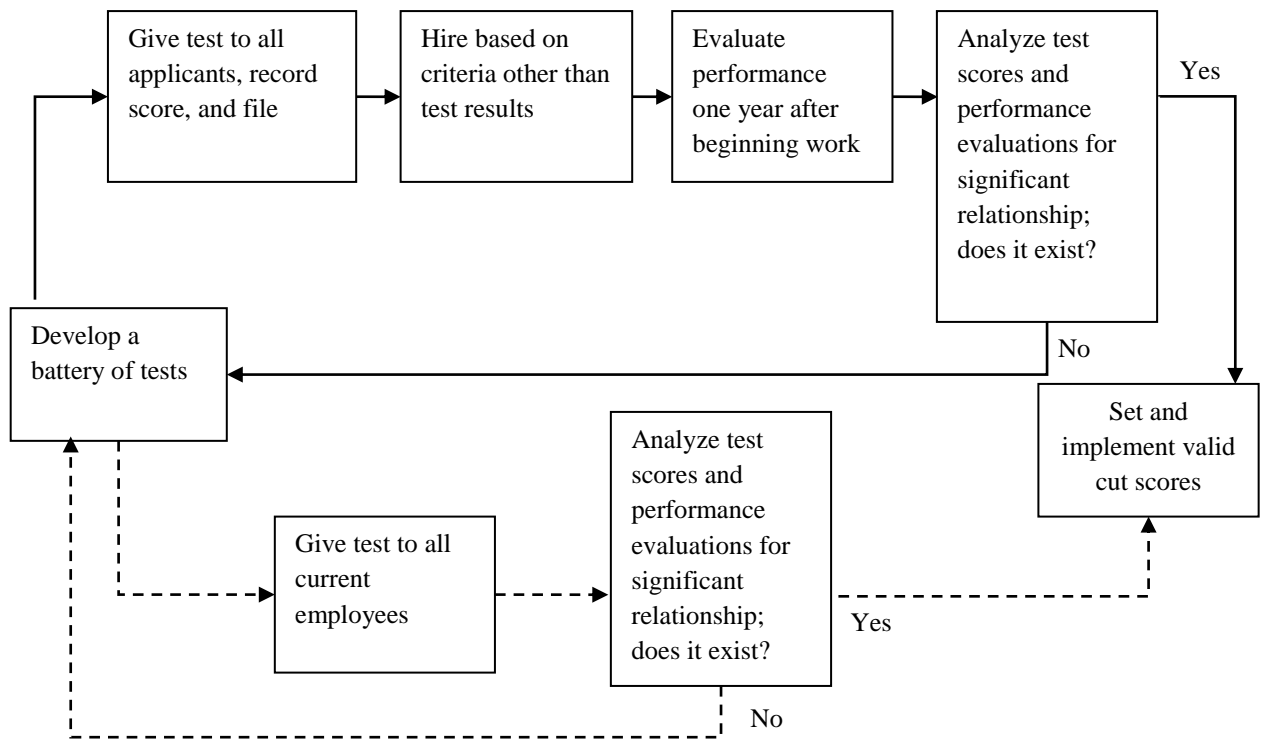 Give test to all
applicants, record
score, and file
Hire based on
criteria other than
test results
Evaluate
performance
one year after
beginning work
Analyze test
scores and
performance
evaluations for
significant
relationship;
does it exist?
Yes
No
Develop a
battery of tests
Set and
implement valid
cut scores
Give test to all
current
employees
Analyze test
scores and
performance
evaluations for
significant
relationship;
does it exist?
Yes
No